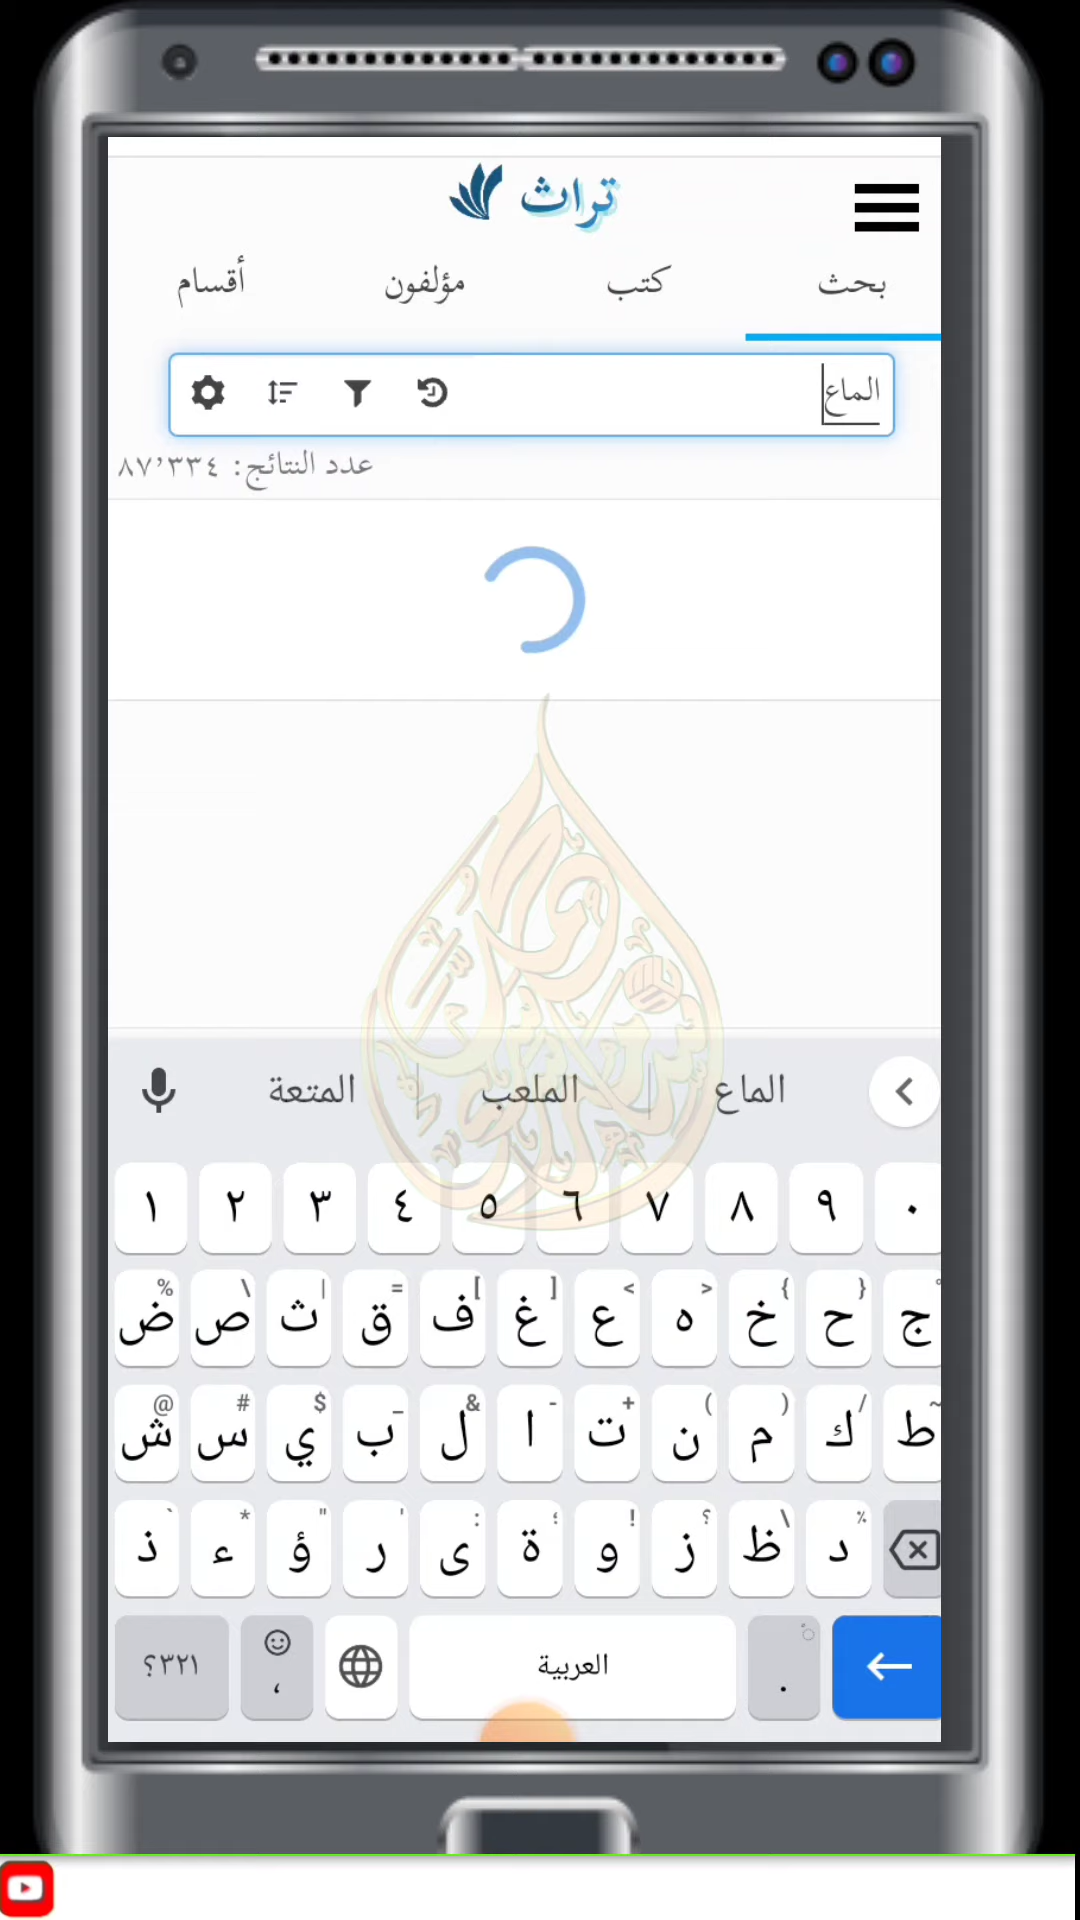 تراث
بحث كتب مؤلفون أقسام
الماع
عدد النتائج: ٨٧٬٣٣٤
الماع الملعب المتعة
١ ٢ ٣ ٤ ٥ ٦ ٧ ٨ ٩ ٠
% \ | = [ ] < > { } °
ض ص ث ق ف غ ع ه خ ح ج
@ # $ _ & - + ( ) / ~
ش س ي ب ل ا ت ن م ك ط
` * " ' : ؛ ! ؟ \ ٪
ذ ء ؤ ر ى ة و ز ظ د
؟٣٢١ ، العربية .